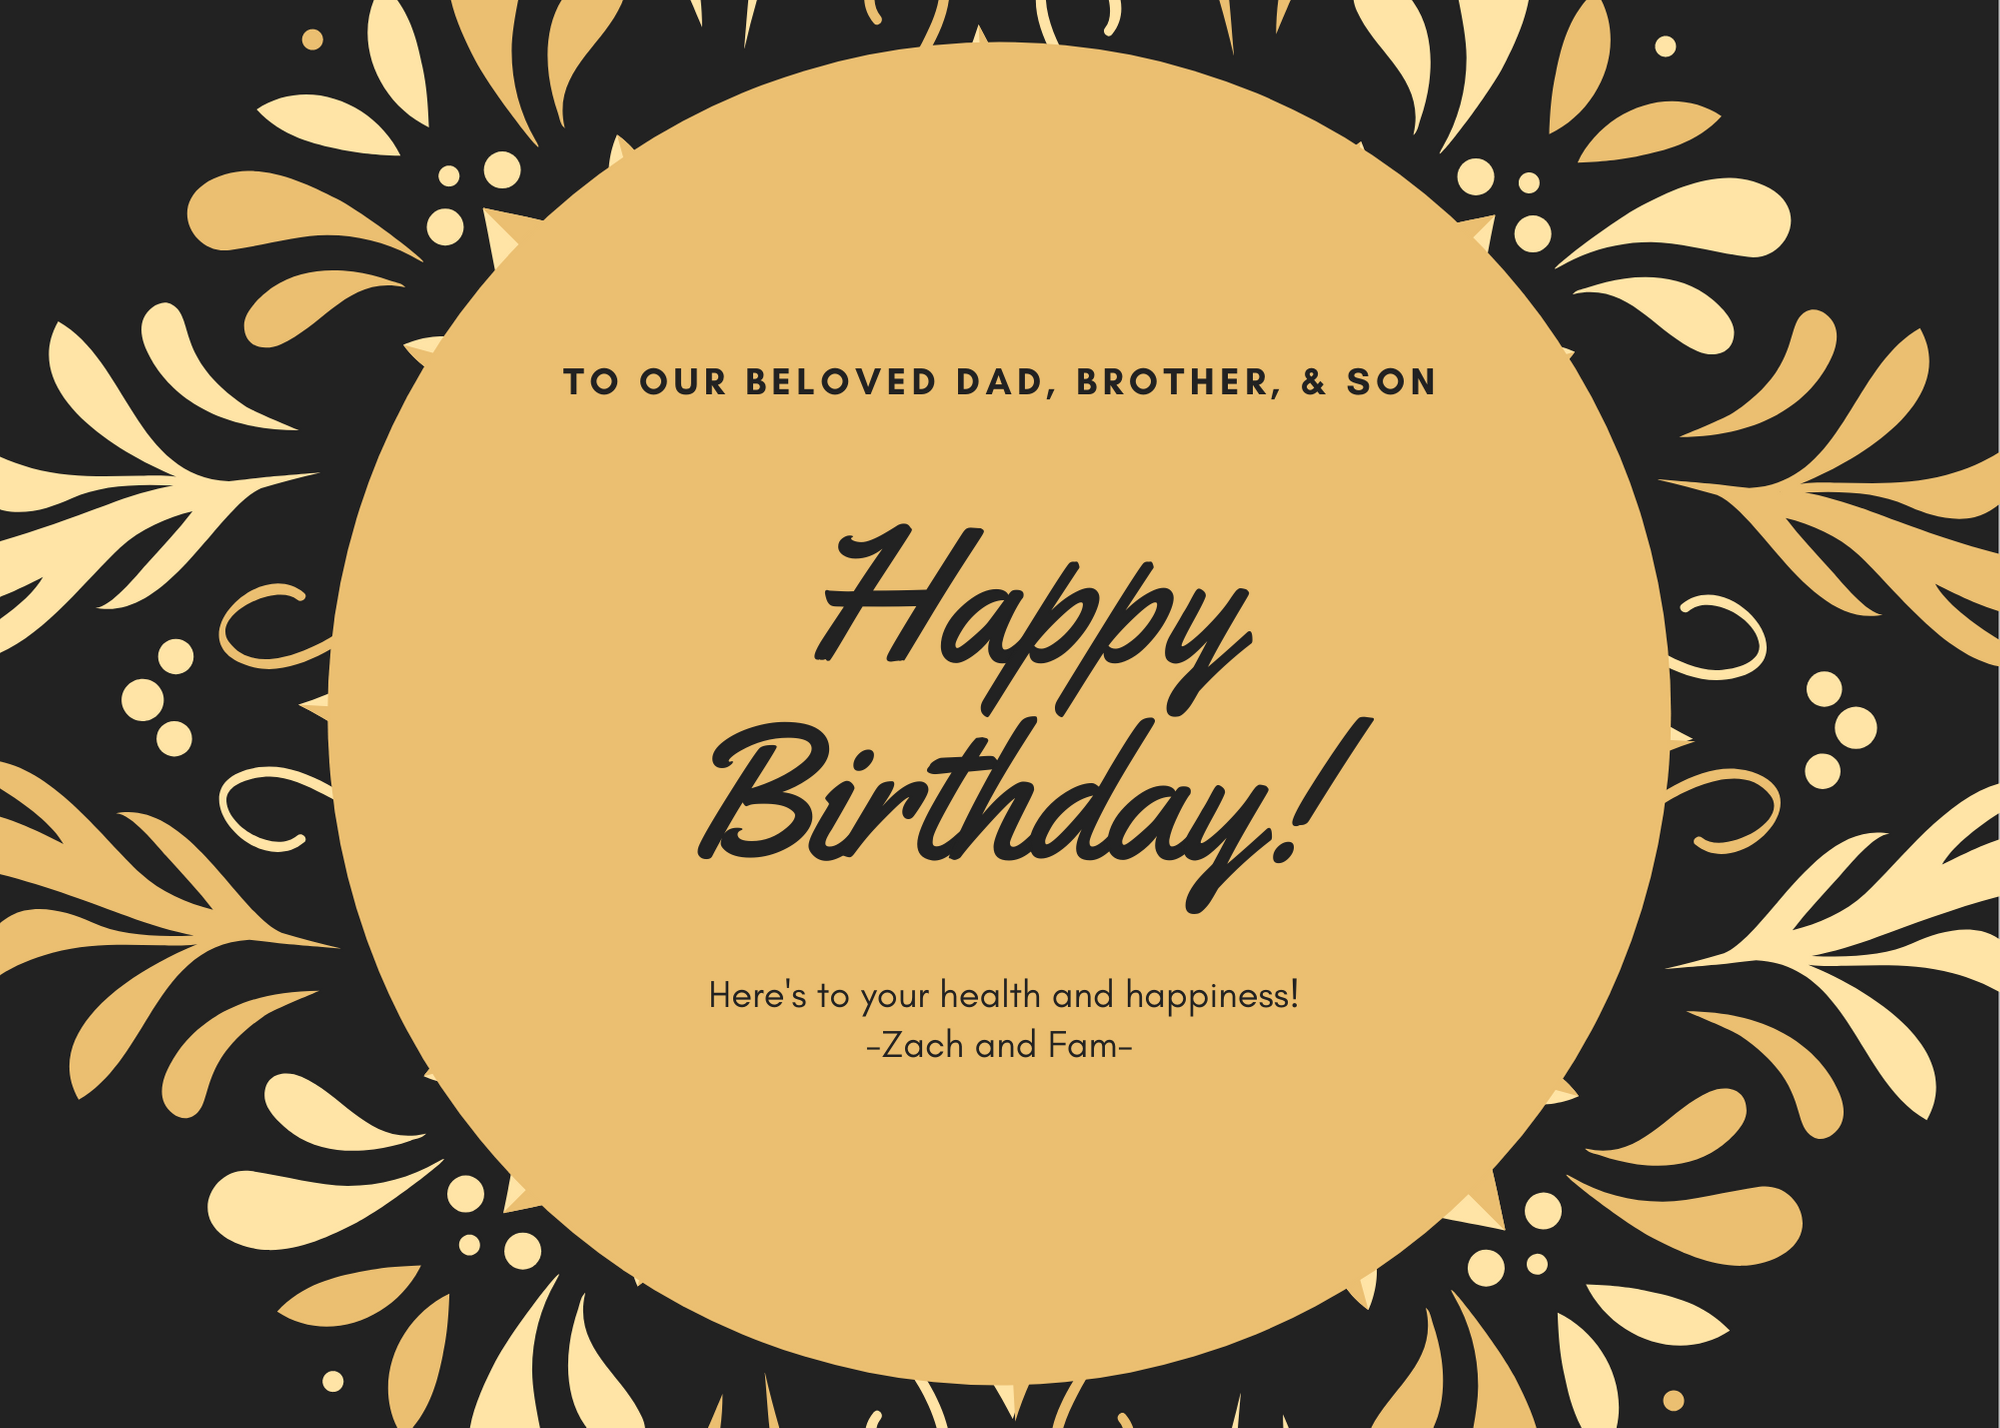 TO OUR BELOVED DAD, BROTHER, & SON
Happy
Birthday!
Here's to your health and happiness!
-Zach and Fam-